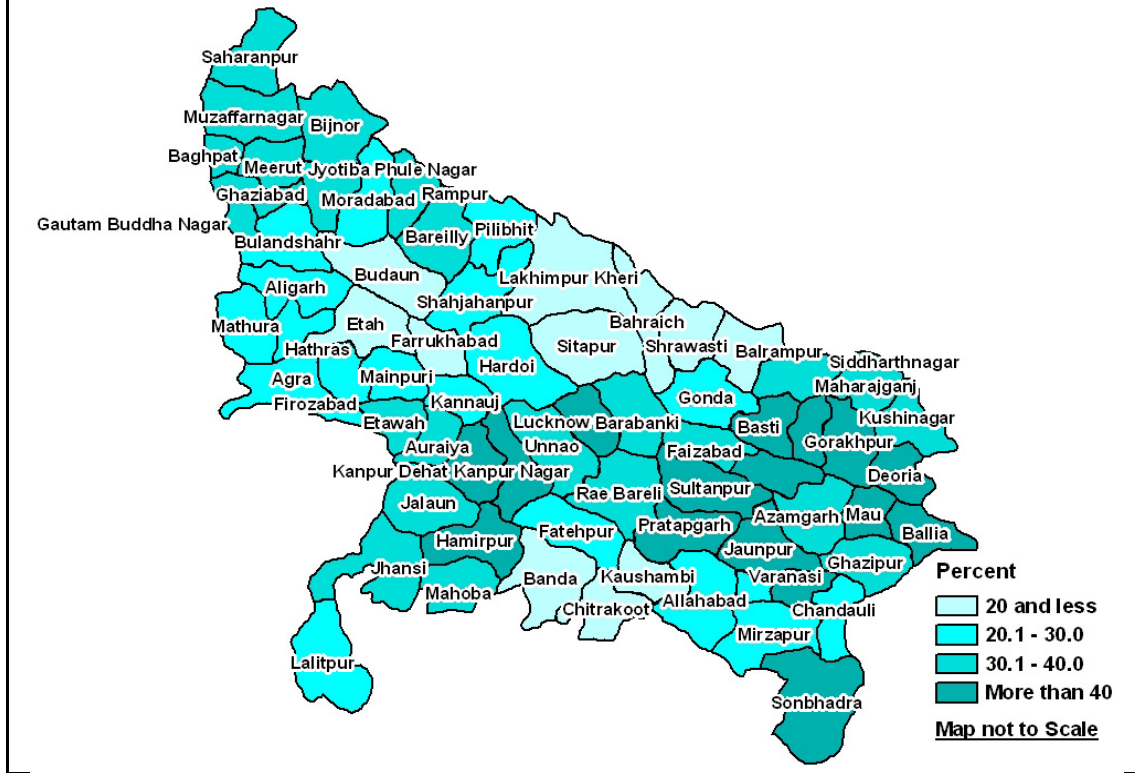 Saharanpur
Muzaffarnagar
Bijnor
Baghpat
Meerut
Jyotiba Phule Nagar
Ghaziabad
Moradabad
Rampur
Gautam Buddha Nagar
Bulandshahr
Bareilly
Pilibhit
Budaun
Lakhimpur Kheri
Aligarh
Shahjahanpur
Mathura
Etah
Bahraich
Hathras
Farrukhabad
Sitapur
Shrawasti
Balrampur
Siddharthnagar
Agra
Mainpuri
Hardoi
Maharajganj
Firozabad
Kannauj
Gonda
Kushinagar
Etawah
Lucknow
Barabanki
Basti
Gorakhpur
Auraiya
Unnao
Faizabad
Deoria
Kanpur Dehat
Kanpur Nagar
Jalaun
Rae Bareli
Sultanpur
Azamgarh
Mau
Hamirpur
Fatehpur
Pratapgarh
Ballia
Jaunpur
Ghazipur
Jhansi
Mahoba
Banda
Kaushambi
Varanasi
Chitrakoot
Allahabad
Chandauli
Mirzapur
Lalitpur
Sonbhadra
Percent
20 and less
20.1 - 30.0
30.1 - 40.0
More than 40
Map not to Scale